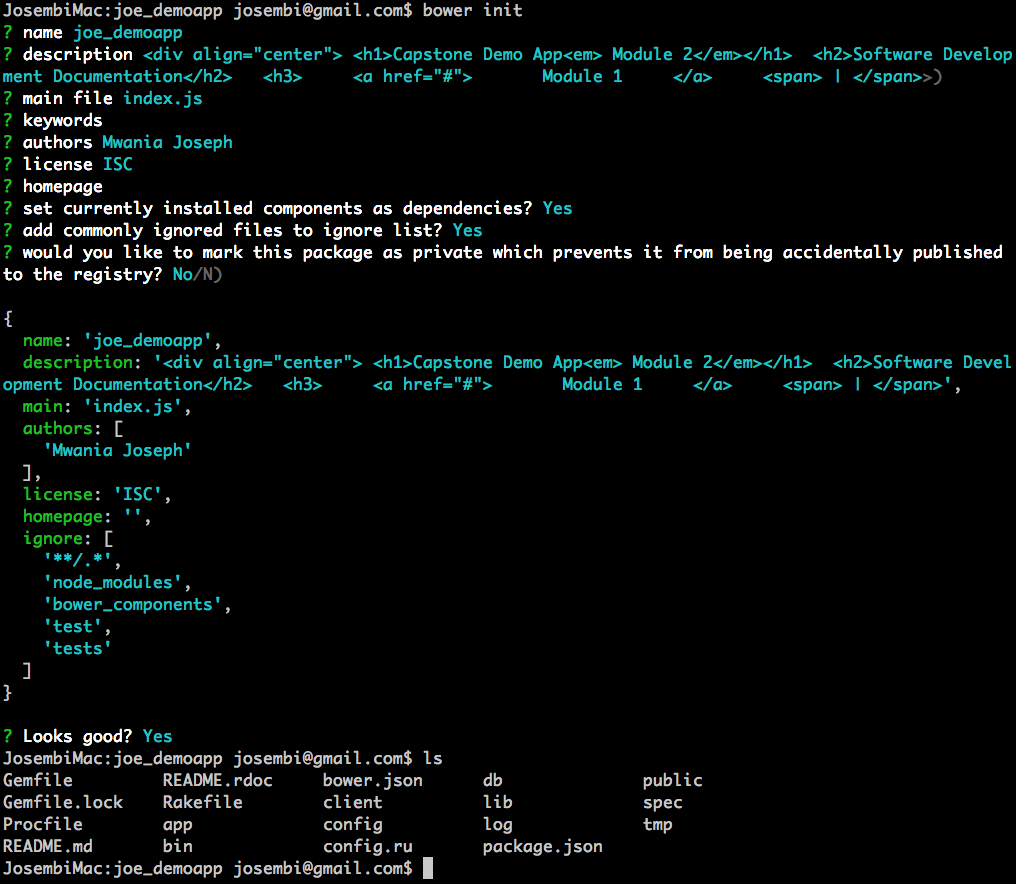 JosembiMac:joe_demoapp josembi@gmail.com$ bower init
? name joe_demoapp
? description <div align="center"> <h1>Capstone Demo App<em> Module 2</em></h1>  <h2>Software Develop
ment Documentation</h2>   <h3>     <a href="#">       Module 1     </a>     <span> | </span>>)
? main file index.js
? keywords
? authors Mwania Joseph
? license ISC
? homepage
? set currently installed components as dependencies? Yes
? add commonly ignored files to ignore list? Yes
? would you like to mark this package as private which prevents it from being accidentally published
to the registry? No/N)
{
  name: 'joe_demoapp',
  description: '<div align="center"> <h1>Capstone Demo App<em> Module 2</em></h1>  <h2>Software Devel
opment Documentation</h2>   <h3>     <a href="#">       Module 1     </a>     <span> | </span>',
  main: 'index.js',
  authors: [
    'Mwania Joseph'
  ],
  license: 'ISC',
  homepage: '',
  ignore: [
    '**/.*',
    'node_modules',
    'bower_components',
    'test',
    'tests'
  ]
}
? Looks good? Yes
JosembiMac:joe_demoapp josembi@gmail.com$ ls
Gemfile         README.rdoc     bower.json      db              public
Gemfile.lock    Rakefile        client          lib             spec
Procfile        app             config          log             tmp
README.md       bin             config.ru       package.json
JosembiMac:joe_demoapp josembi@gmail.com$